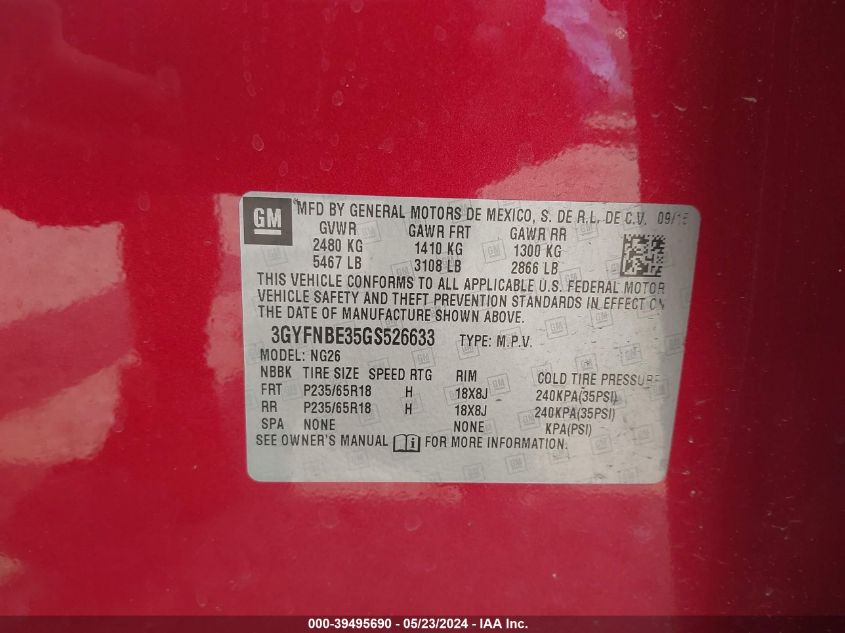 GM MFD BY GENERAL MOTORS DE MEXICO, S. DE R.L. DE C.V. 09/15
GVWR GAWR FRT GAWR RR
2480 KG 1410 KG 1300 KG
5467 LB 3108 LB 2866 LB
THIS VEHICLE CONFORMS TO ALL APPLICABLE U.S. FEDERAL MOTOR
VEHICLE SAFETY AND THEFT PREVENTION STANDARDS IN EFFECT ON
THE DATE OF MANUFACTURE SHOWN ABOVE.
3GYFNBE35GS526633 TYPE: M.P.V.
MODEL: NG26
NBBK TIRE SIZE SPEED RTG RIM COLD TIRE PRESSURE
FRT P235/65R18 H 18X8J 240KPA(35PSI)
RR P235/65R18 H 18X8J 240KPA(35PSI)
SPA NONE NONE KPA(PSI)
SEE OWNER'S MANUAL FOR MORE INFORMATION.
000-39495690 - 05/23/2024 - IAA Inc.